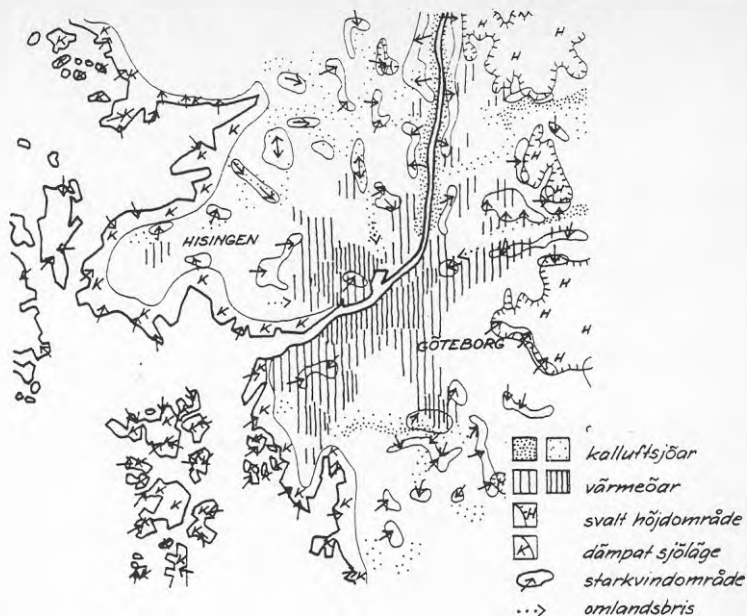 HISINGEN
GÖTEBORG
kalluftsjöar
värmeöar
H
svalt höjdområde
K
dämpat sjöläge
starkvindområde
omlandsbris